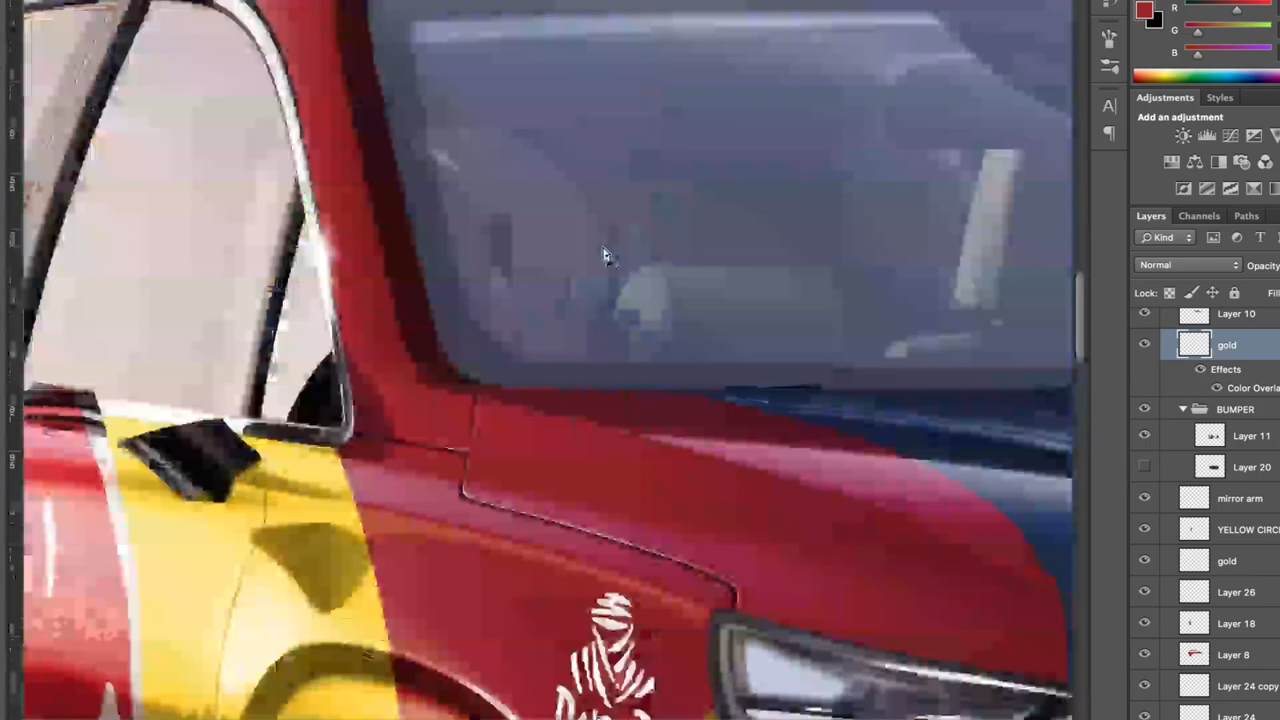 R
G
B
Adjustments Styles
Add an adjustment
Layers Channels Paths
Kind
Normal Opacity
Lock:
Layer 10
gold
Effects
Color Overla
BUMPER
Layer 11
Layer 20
mirror arm
YELLOW CIRC
gold
Layer 26
Layer 18
Layer 8
Layer 24 copy
Layer 24